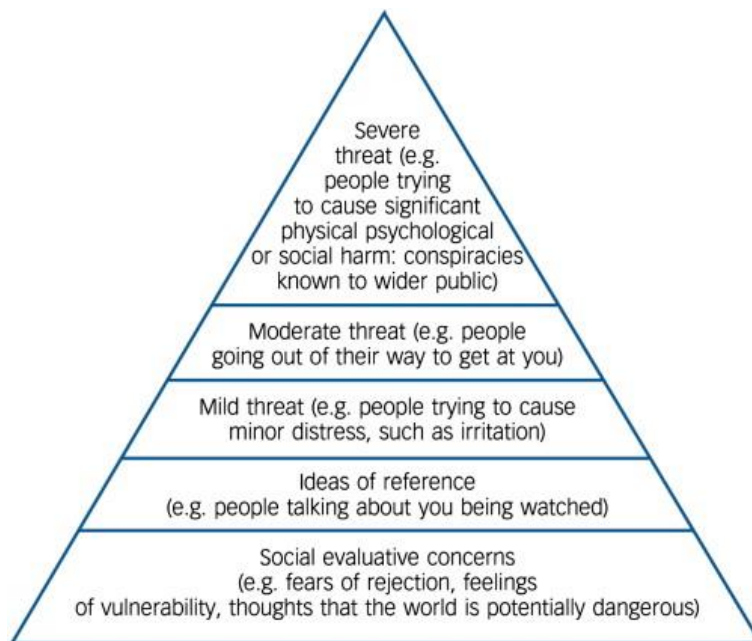 Severe
threat (e.g.
people trying
to cause significant
physical psychological
or social harm: conspiracies
known to wider public)
Moderate threat (e.g. people
going out of their way to get at you)
Mild threat (e.g. people trying to cause
minor distress, such as irritation)
Ideas of reference
(e.g. people talking about you being watched)
Social evaluative concerns
(e.g. fears of rejection, feelings
of vulnerability, thoughts that the world is potentially dangerous)